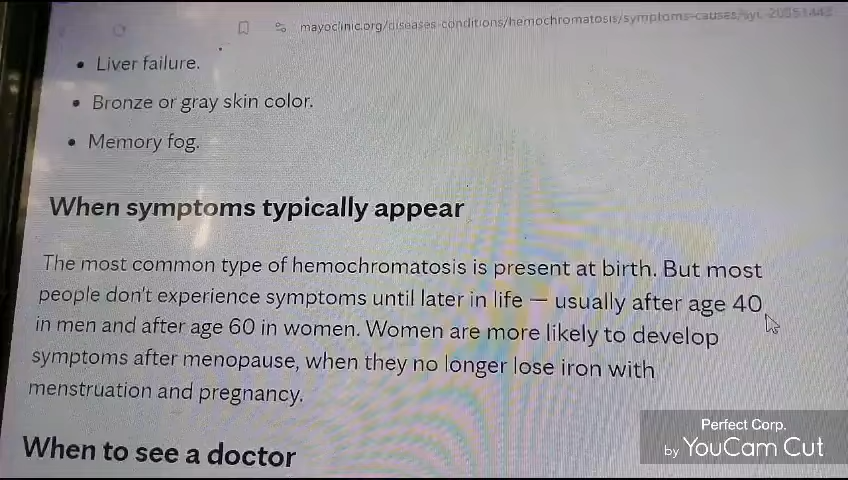 mayoclinic.org/diseases-conditions/hemochromatosis/symptoms-causes/syc-20351443
• Liver failure.
• Bronze or gray skin color.
• Memory fog.
When symptoms typically appear
The most common type of hemochromatosis is present at birth. But most
people don't experience symptoms until later in life — usually after age 40
in men and after age 60 in women. Women are more likely to develop
symptoms after menopause, when they no longer lose iron with
menstruation and pregnancy.
When to see a doctor
Perfect Corp.
by YouCam Cut